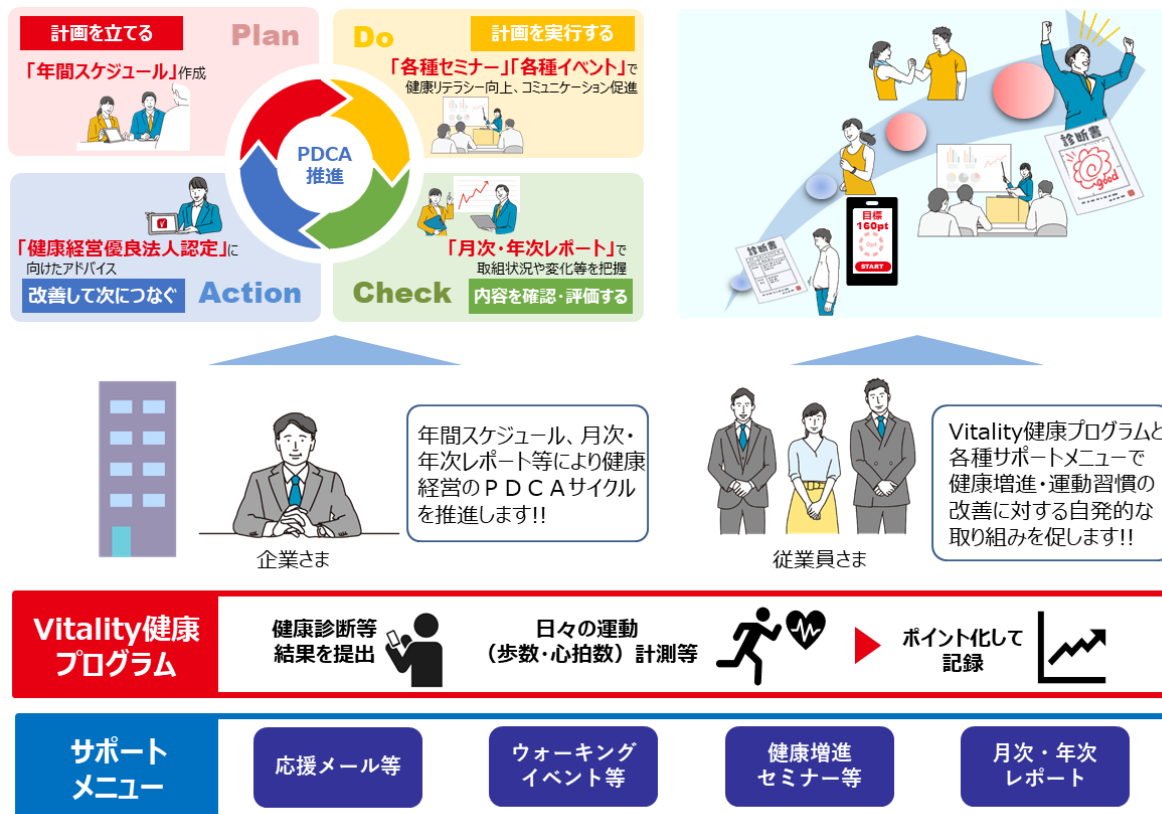 計画を立てる
Plan
「年間スケジュール」作成
Do
計画を実行する
「各種セミナー」「各種イベント」で
健康リテラシー向上、コミュニケーション促進
PDCA
推進
「健康経営優良法人認定」に
向けたアドバイス
改善して次につなぐ
Action
「月次・年次レポート」で
取組状況や変化等を把握
Check
内容を確認・評価する
診断書
目標
160pt
0pt
START
診断書
good
年間スケジュール、月次・
年次レポート等により健康
経営のＰＤＣＡサイクル
を推進します!!
企業さま
従業員さま
Vitality健康プログラムと
各種サポートメニューで
健康増進・運動習慣の
改善に対する自発的な
取り組みを促します!!
Vitality健康
プログラム
健康診断等
結果を提出
日々の運動
（歩数・心拍数）計測等
ポイント化して
記録
サポート
メニュー
応援メール等
ウォーキング
イベント等
健康増進
セミナー等
月次・年次
レポート